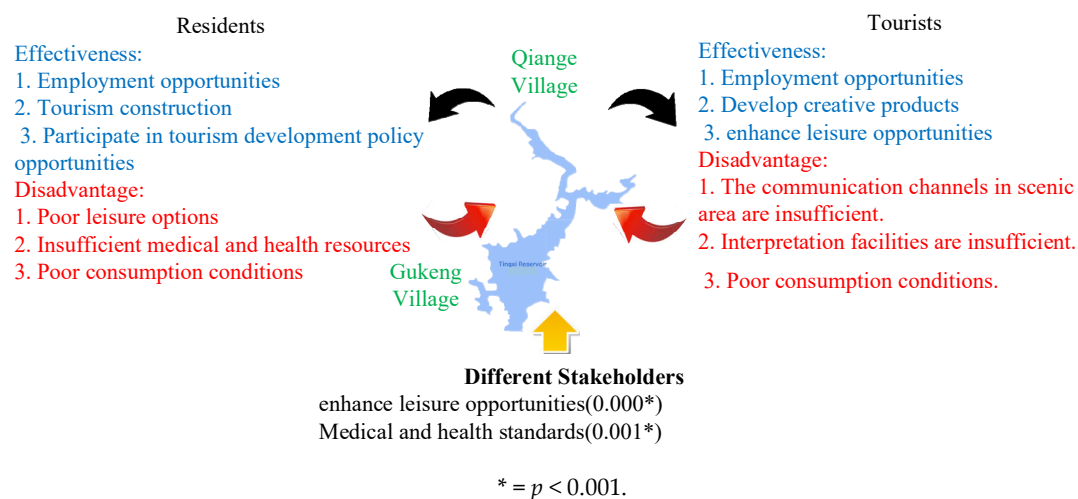 Residents
Effectiveness:
1. Employment opportunities
2. Tourism construction
3. Participate in tourism development policy
opportunities
Disadvantage:
1. Poor leisure options
2. Insufficient medical and health resources
3. Poor consumption conditions
Qiange
Village
Tingxi Reservoir
Gukeng
Village
Tourists
Effectiveness:
1. Employment opportunities
2. Develop creative products
3. enhance leisure opportunities
Disadvantage:
1. The communication channels in scenic
area are insufficient.
2. Interpretation facilities are insufficient.
3. Poor consumption conditions.
Different Stakeholders
enhance leisure opportunities(0.000*)
Medical and health standards(0.001*)
* = p < 0.001.